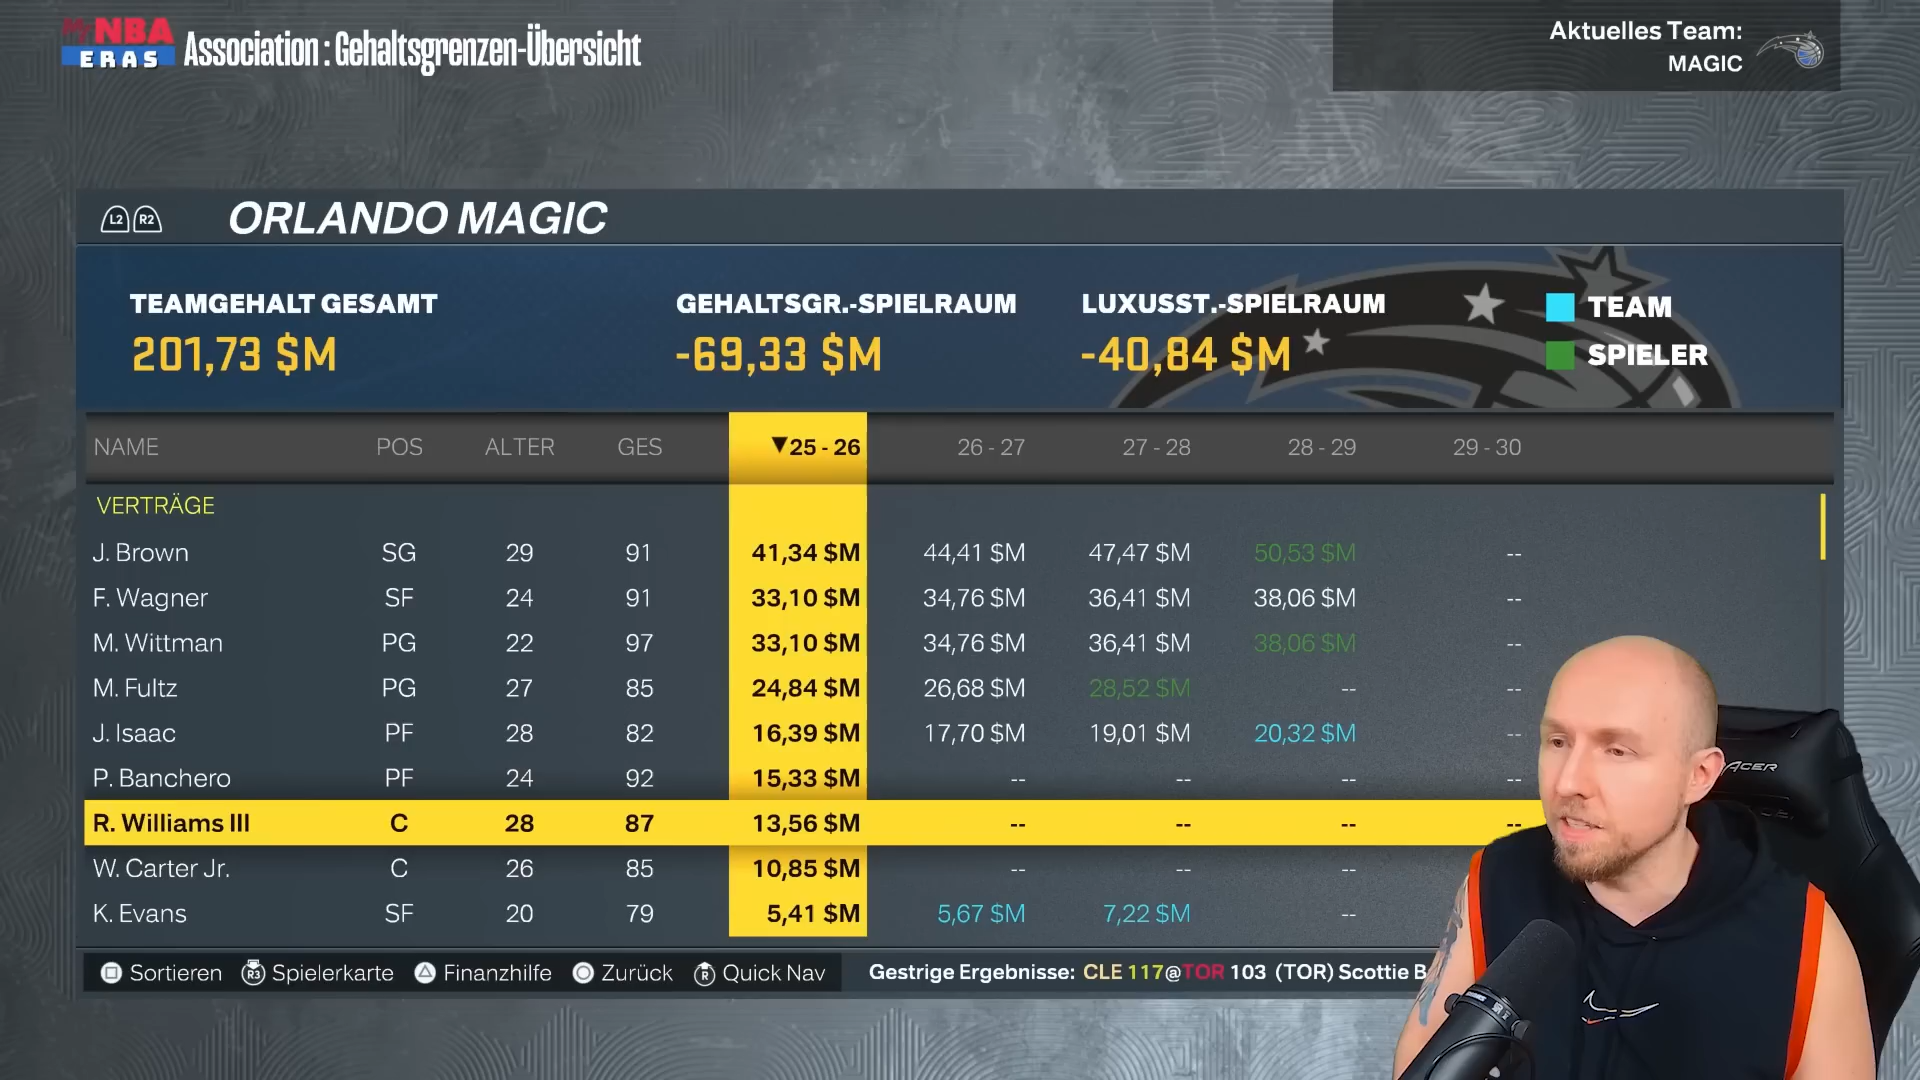 My NBA
ERAS
Association : Gehaltsgrenzen-Übersicht
Aktuelles Team:
MAGIC
L2 R2 ORLANDO MAGIC
TEAMGEHALT GESAMT GEHALTSGR.-SPIELRAUM LUXUSST.-SPIELRAUM TEAM
201,73 $M -69,33 $M -40,84 $M SPIELER
NAME POS ALTER GES ▼25 - 26 26 - 27 27 - 28 28 - 29 29 - 30
VERTRÄGE
J. Brown SG 29 91 41,34 $M 44,41 $M 47,47 $M 50,53 $M --
F. Wagner SF 24 91 33,10 $M 34,76 $M 36,41 $M 38,06 $M --
M. Wittman PG 22 97 33,10 $M 34,76 $M 36,41 $M 38,06 $M --
M. Fultz PG 27 85 24,84 $M 26,68 $M 28,52 $M -- --
J. Isaac PF 28 82 16,39 $M 17,70 $M 19,01 $M 20,32 $M --
P. Banchero PF 24 92 15,33 $M -- -- -- --
R. Williams III C 28 87 13,56 $M -- -- -- --
W. Carter Jr. C 26 85 10,85 $M -- -- --
K. Evans SF 20 79 5,41 $M 5,67 $M 7,22 $M --
Sortieren R3 Spielerkarte Finanzhilfe Zurück R Quick Nav Gestrige Ergebnisse: CLE 117@TOR 103 (TOR) Scottie B